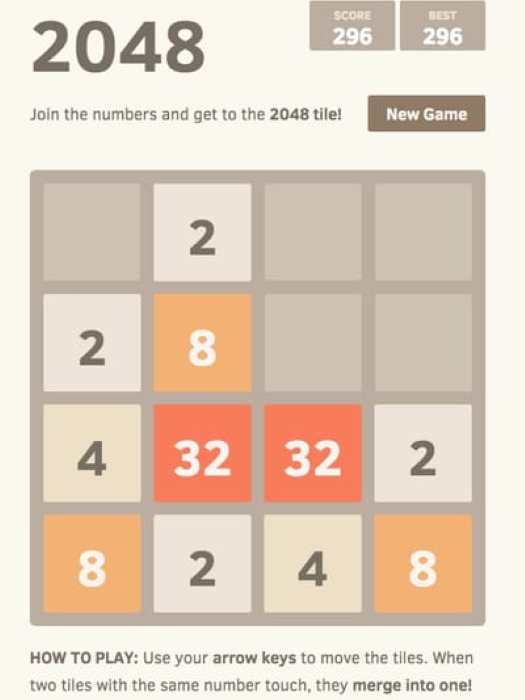 2048
SCORE
296
BEST
296
Join the numbers and get to the 2048 tile!
New Game
2
2 8
4 32 32 2
8 2 4 8
HOW TO PLAY: Use your arrow keys to move the tiles. When
two tiles with the same number touch, they merge into one!